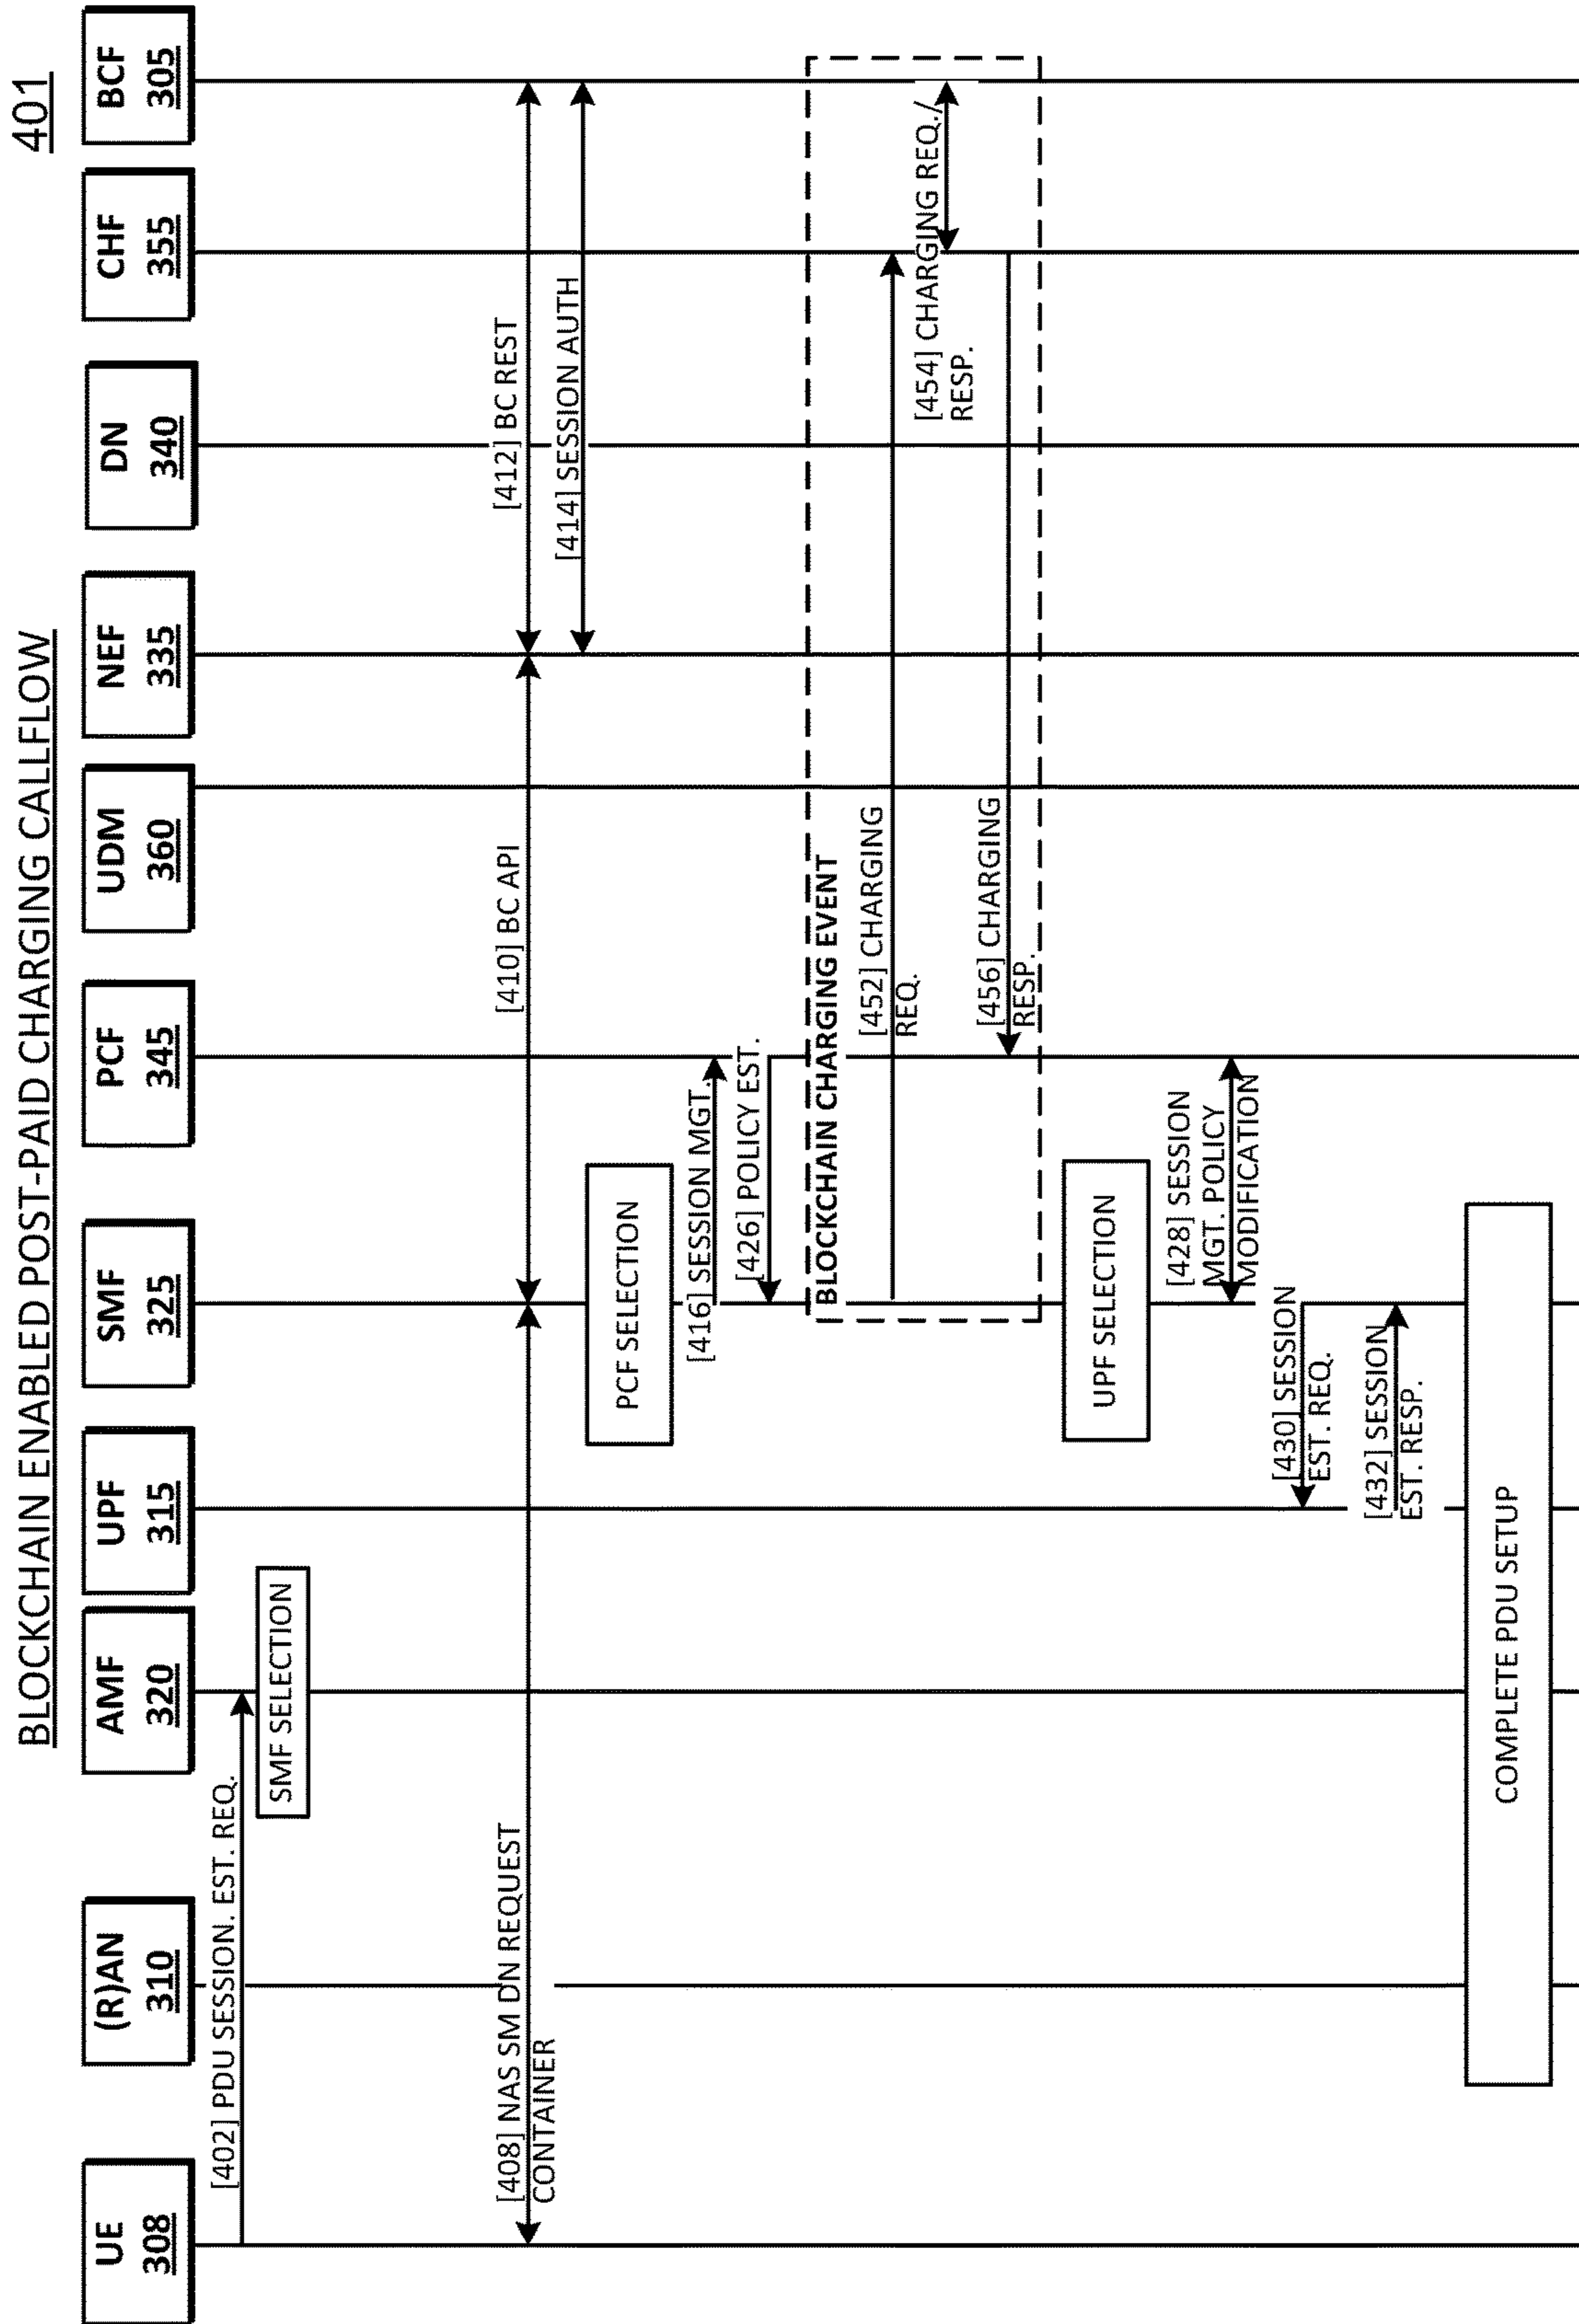 401
BLOCKCHAIN ENABLED POST-PAID CHARGING CALLFLOW
UE
308
(R)AN
310
AMF
320
UPF
315
SMF
325
PCF
345
UDM
360
NEF
335
DN
340
CHF
355
BCF
305
[402] PDU SESSION. EST. REQ.
SMF SELECTION
[408] NAS SM DN REQUEST
CONTAINER
[410] BC API
[412] BC REST
[414] SESSION AUTH
PCF SELECTION
[416] SESSION MGT.
[426] POLICY EST.
BLOCKCHAIN CHARGING EVENT
[452] CHARGING
REQ.
[454] CHARGING REQ./
RESP.
[456] CHARGING
RESP.
UPF SELECTION
[428] SESSION
MGT. POLICY
MODIFICATION
[430] SESSION
EST. REQ.
[432] SESSION
EST. RESP.
COMPLETE PDU SETUP